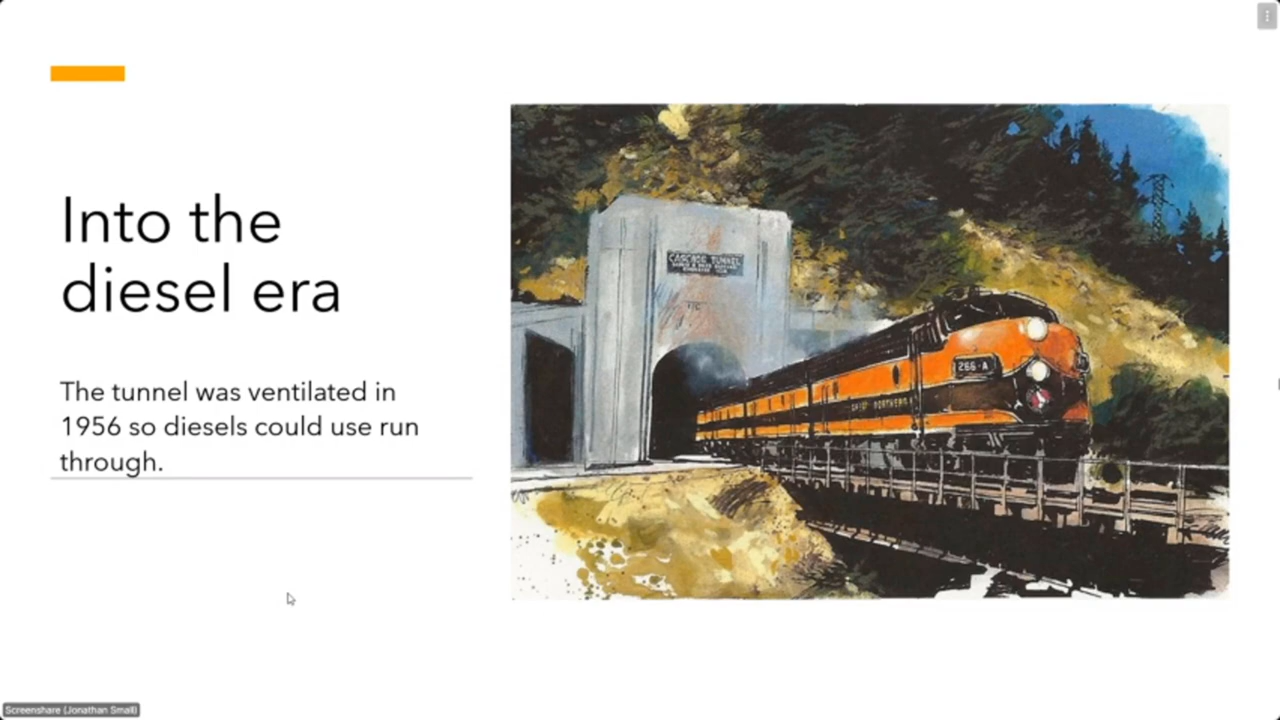 Into the
diesel era
The tunnel was ventilated in
1956 so diesels could use run
through.
CASCADE TUNNEL
266-A
GREAT NORTHERN
Screenshare (Jonathan Small)